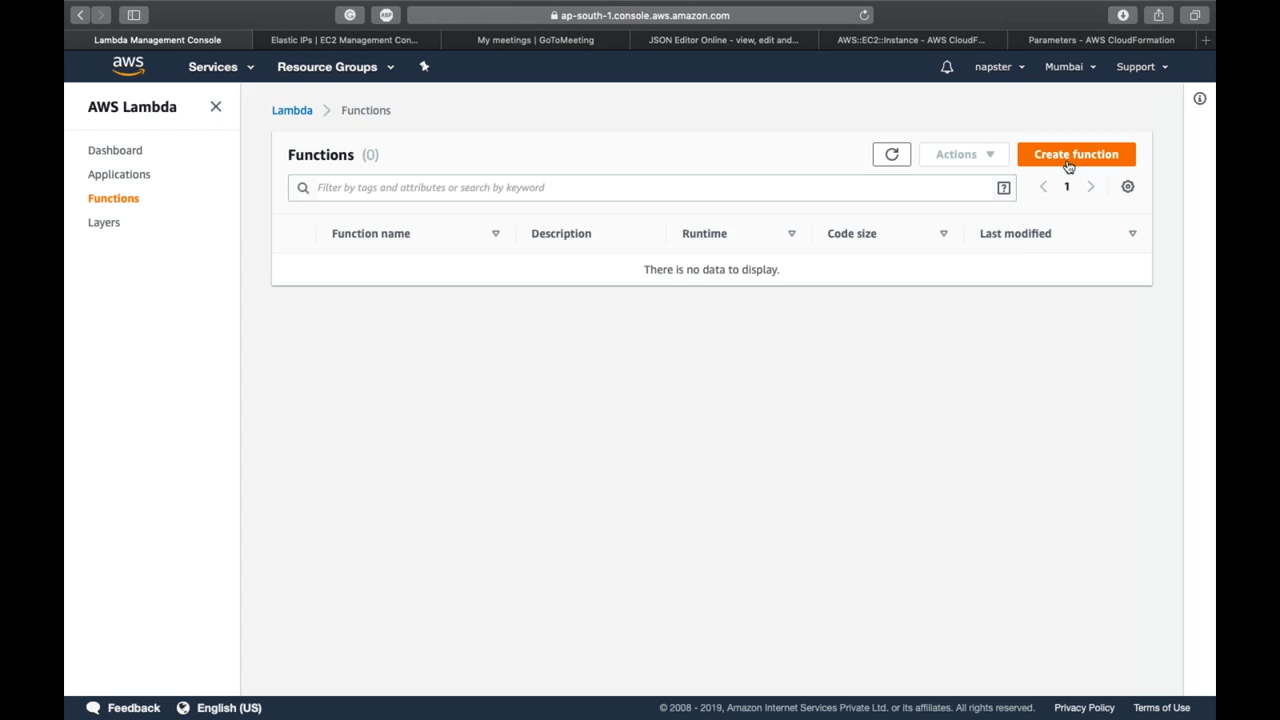 ABP
ap-south-1.console.aws.amazon.com
Lambda Management Console
Elastic IPs | EC2 Management Con...
My meetings | GoToMeeting
JSON Editor Online - view, edit and...
AWS::EC2::Instance - AWS CloudF...
Parameters - AWS CloudFormation
aws
Services
Resource Groups
napster
Mumbai
Support
AWS Lambda
Dashboard
Applications
Functions
Layers
Lambda > Functions
Functions (0)
Actions
Create function
Filter by tags and attributes or search by keyword
?
1
Function name
Description
Runtime
Code size
Last modified
There is no data to display.
Feedback
English (US)
© 2008 - 2019, Amazon Internet Services Private Ltd. or its affiliates. All rights reserved.
Privacy Policy
Terms of Use